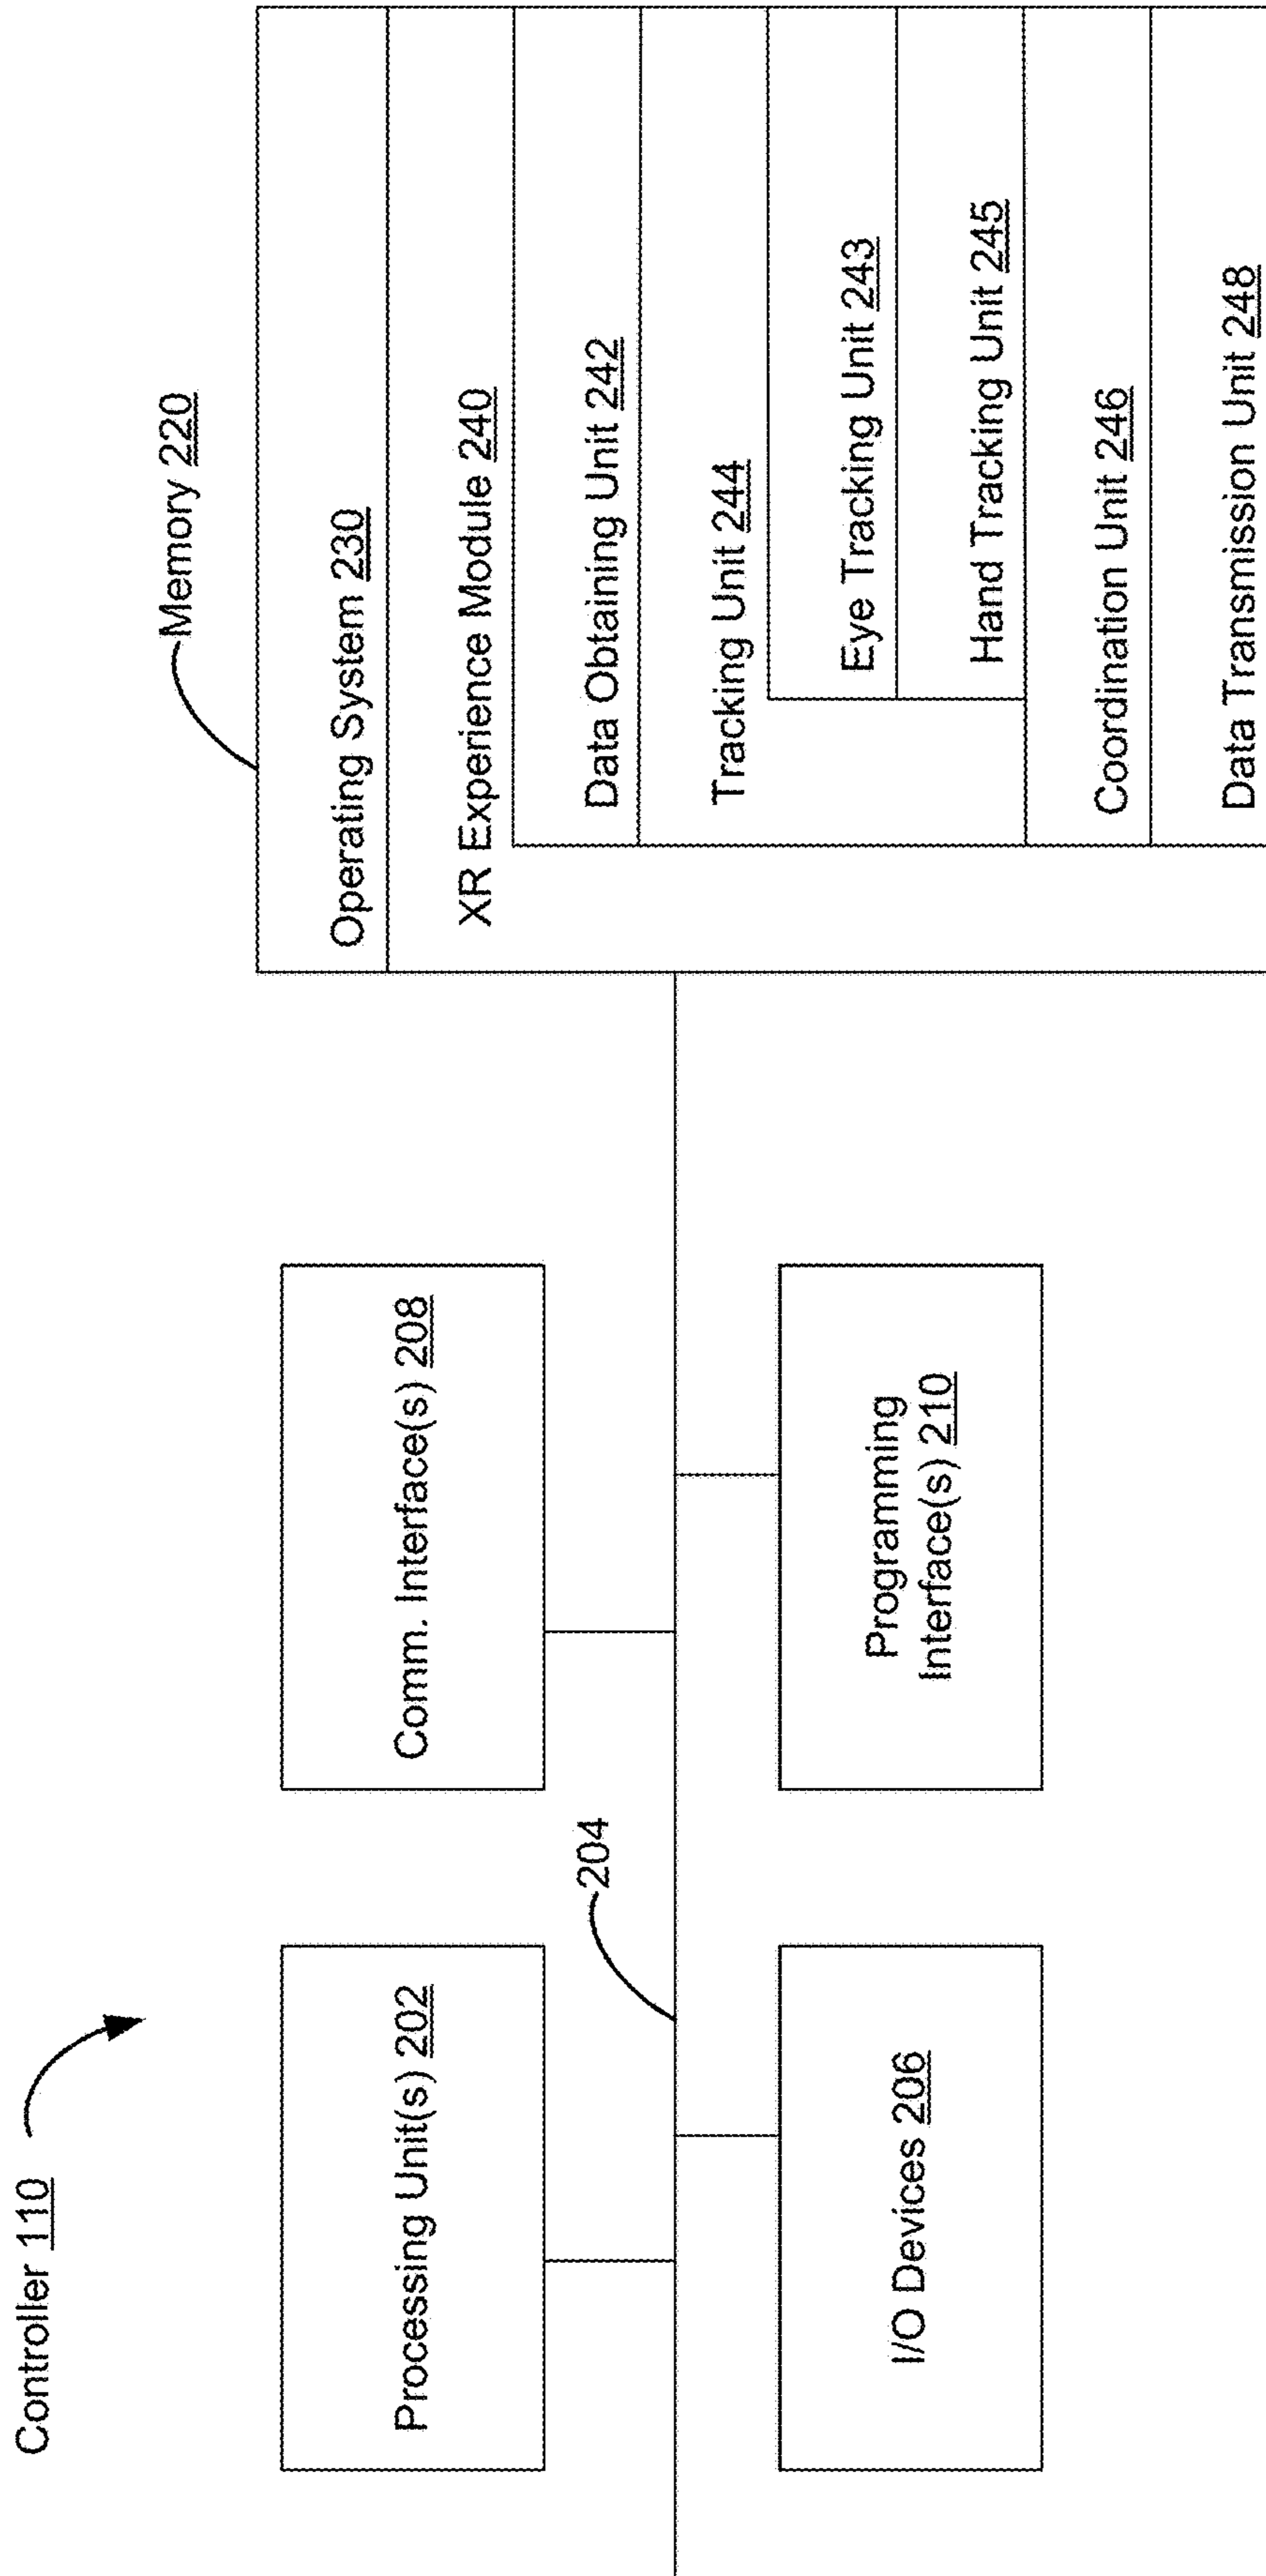 Controller 110
Memory 220
Processing Unit(s) 202
Comm. Interface(s) 208
204
I/O Devices 206
Programming
Interface(s) 210
Operating System 230
XR Experience Module 240
Data Obtaining Unit 242
Tracking Unit 244
Eye Tracking Unit 243
Hand Tracking Unit 245
Coordination Unit 246
Data Transmission Unit 248